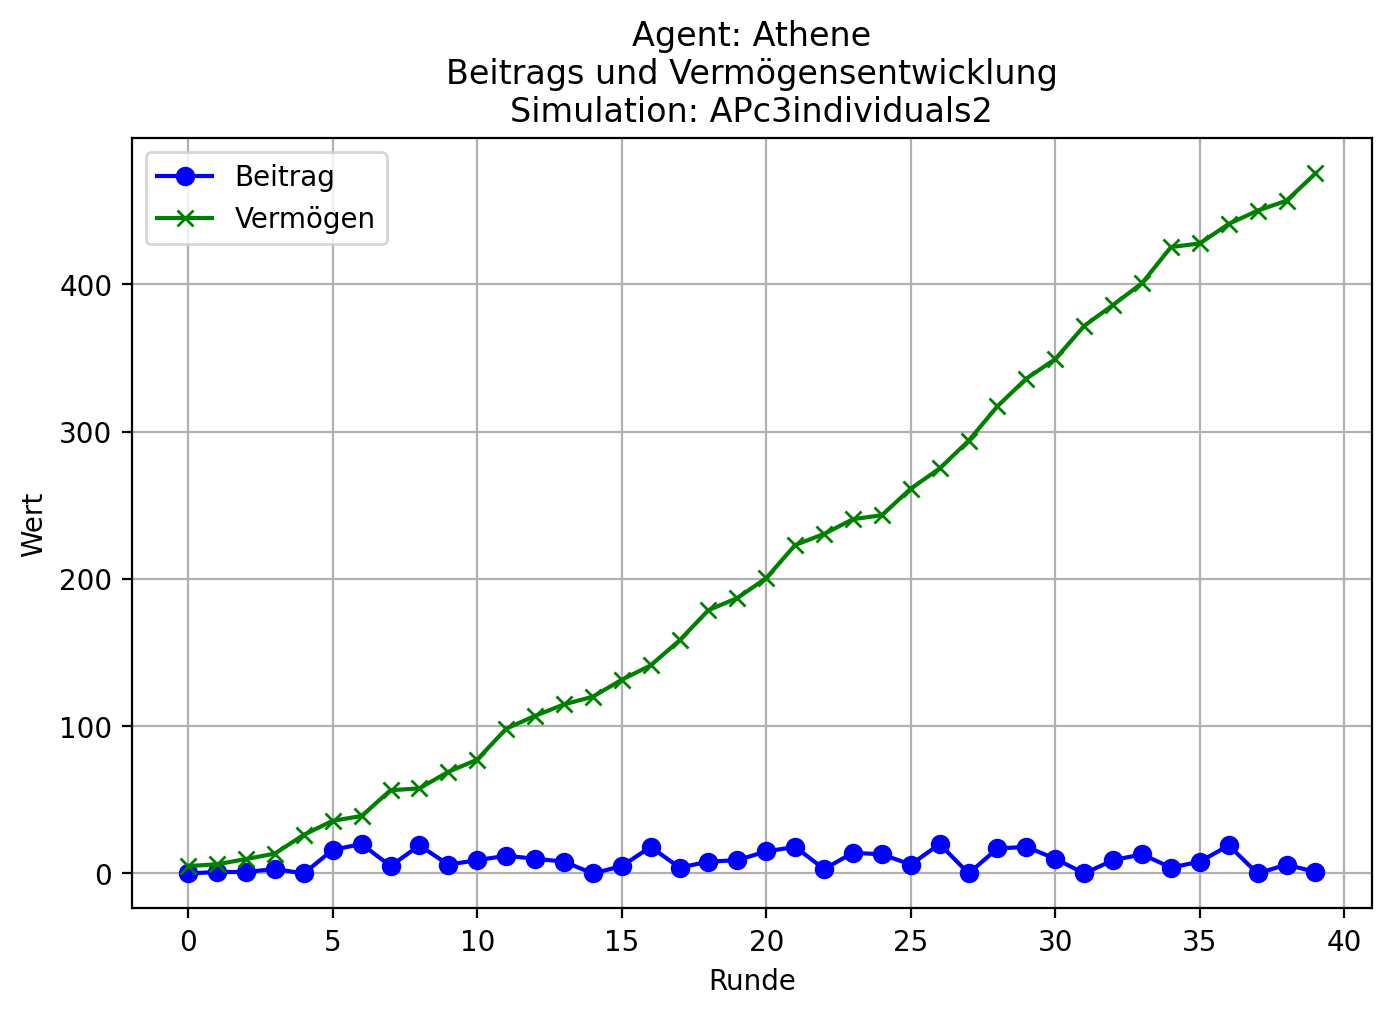 Agent: Athene
Beitrags und Vermögensentwicklung
Simulation: APc3individuals2
Beitrag
Vermögen
400
300
200
100
0
Wert
0 5 10 15 20 25 30 35 40
Runde